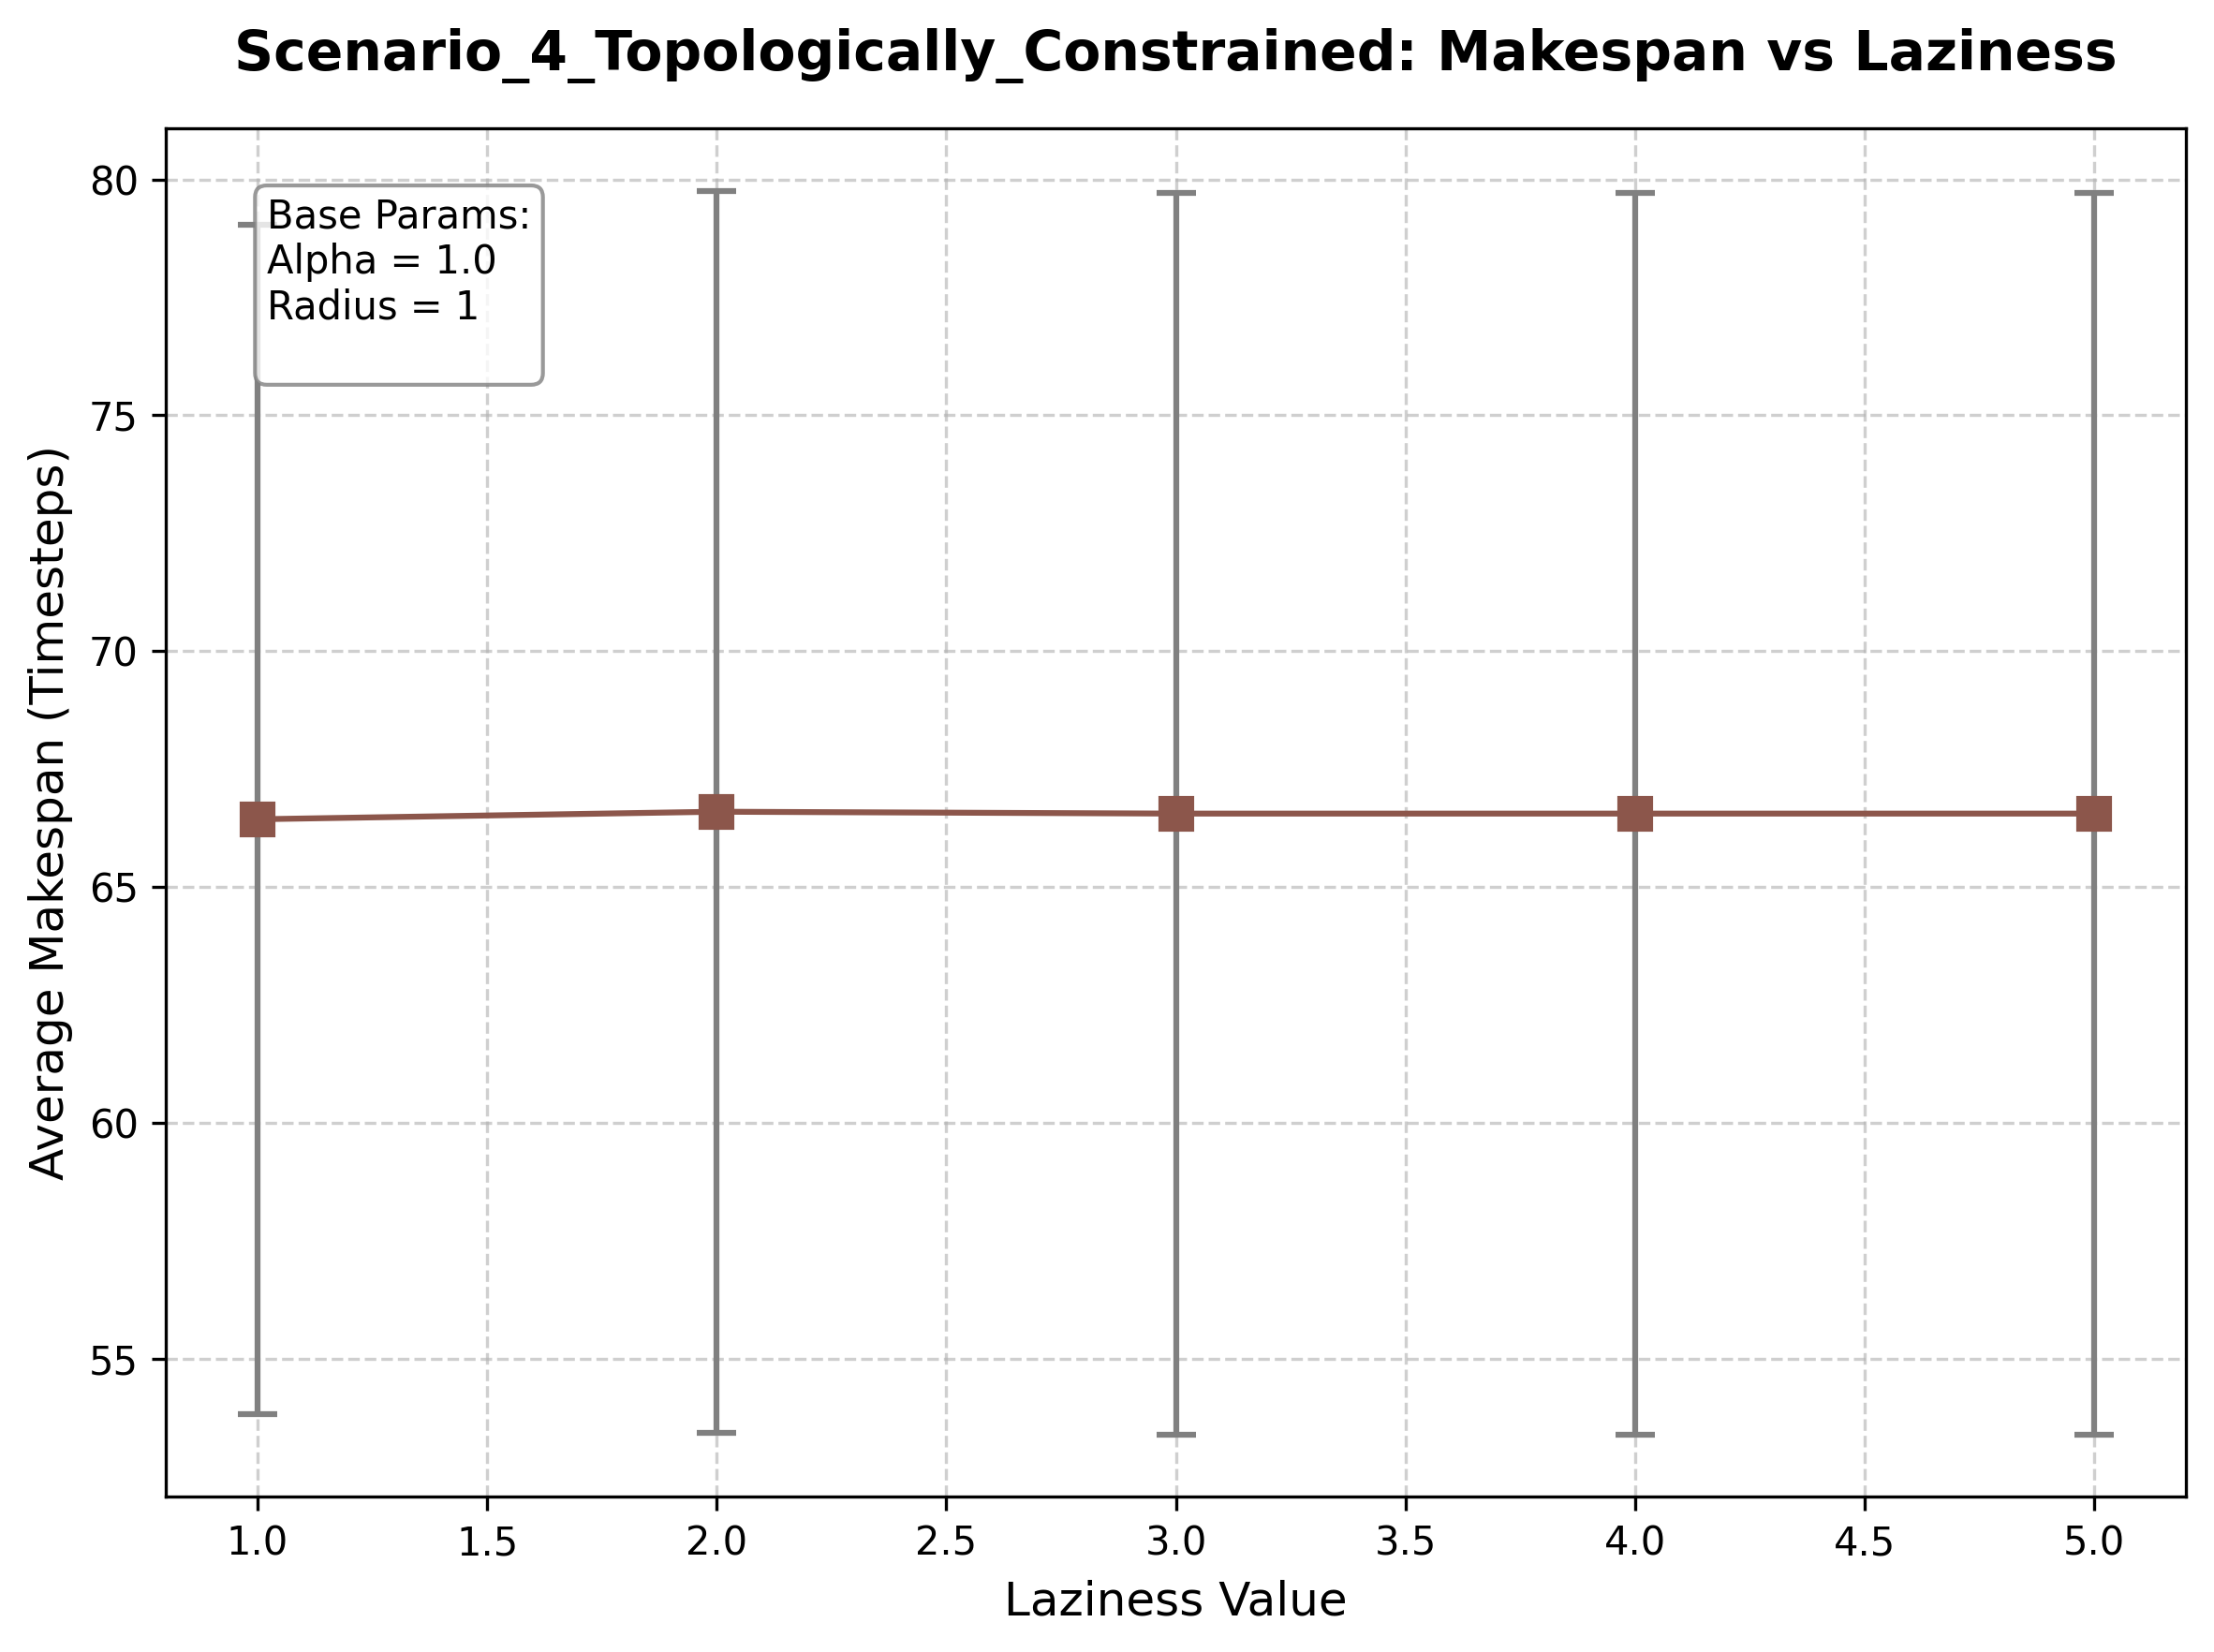 Scenario_4_Topologically_Constrained: Makespan vs Laziness
Base Params:
Alpha = 1.0
Radius = 1
Average Makespan (Timesteps)
80
75
70
65
60
55
1.0 1.5 2.0 2.5 3.0 3.5 4.0 4.5 5.0
Laziness Value